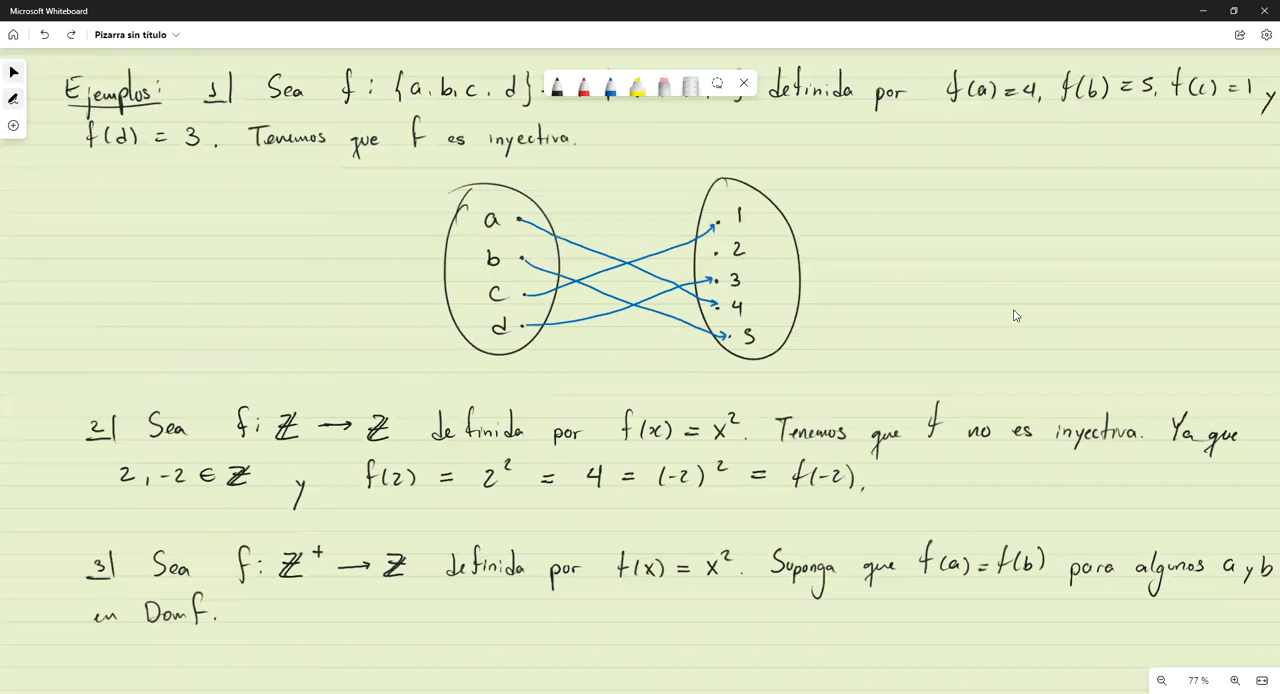 Microsoft Whiteboard
Pizarra sin título
Ejemplos: 1] Sea f: {a, b, c, d} definida por f(a) = 4, f(b) = 5, f(c) = 1 y
f(d) = 3. Tenemos que f es inyectiva.
a
b
c
d
1
2
3
4
5
2] Sea f: ℤ → ℤ definida por f(x) = x². Tenemos que f no es inyectiva. Ya que
2, -2 ∈ ℤ y f(2) = 2² = 4 = (-2)² = f(-2).
3] Sea f: ℤ⁺ → ℤ definida por f(x) = x². Suponga que f(a) = f(b) para algunos a y b
en Dom f.
77 %